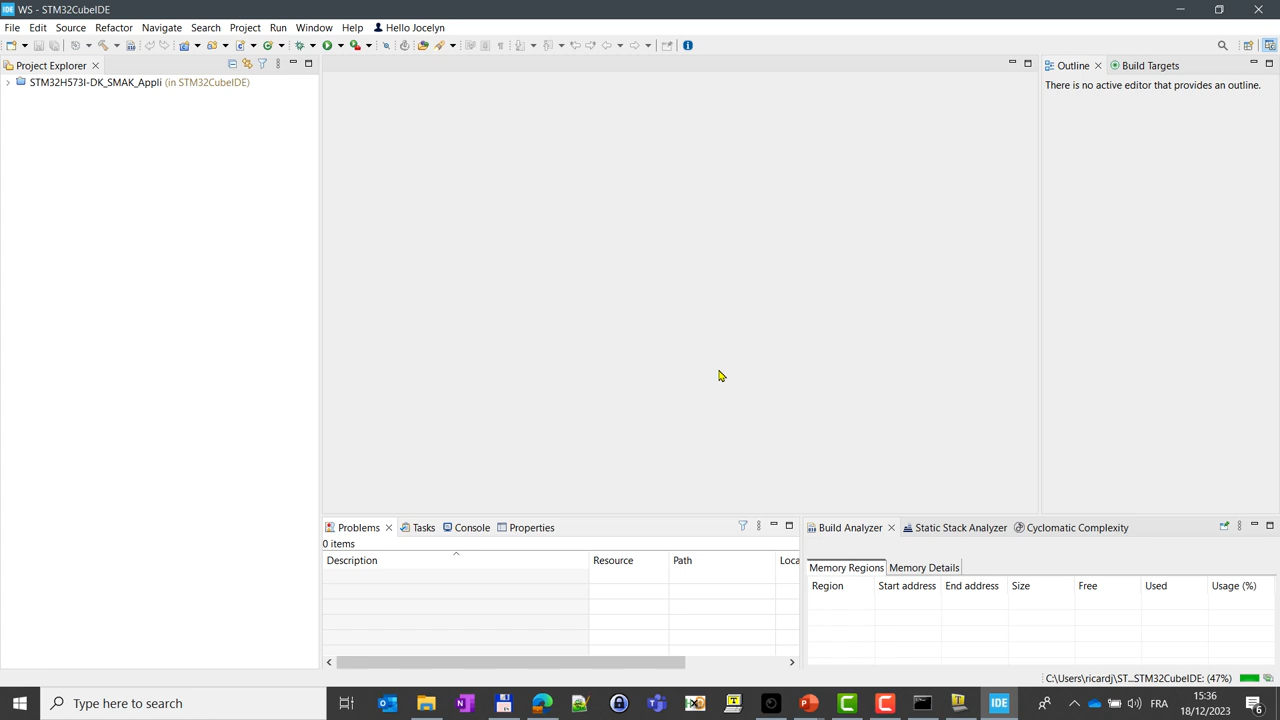 IDE WS - STM32CubeIDE
File Edit Source Refactor Navigate Search Project Run Window Help Hello Jocelyn
Project Explorer
Outline Build Targets
STM32H573I-DK_SMAK_Appli (in STM32CubeIDE)
There is no active editor that provides an outline.
Problems Tasks Console Properties
Build Analyzer Static Stack Analyzer Cyclomatic Complexity
0 items
Description Resource Path Loca
Memory Regions Memory Details
Region Start address End address Size Free Used Usage (%)
C:\Users\ricardj\ST...STM32CubeIDE: (47%)
Type here to search
IDE
FRA
15:36
18/12/2023
6